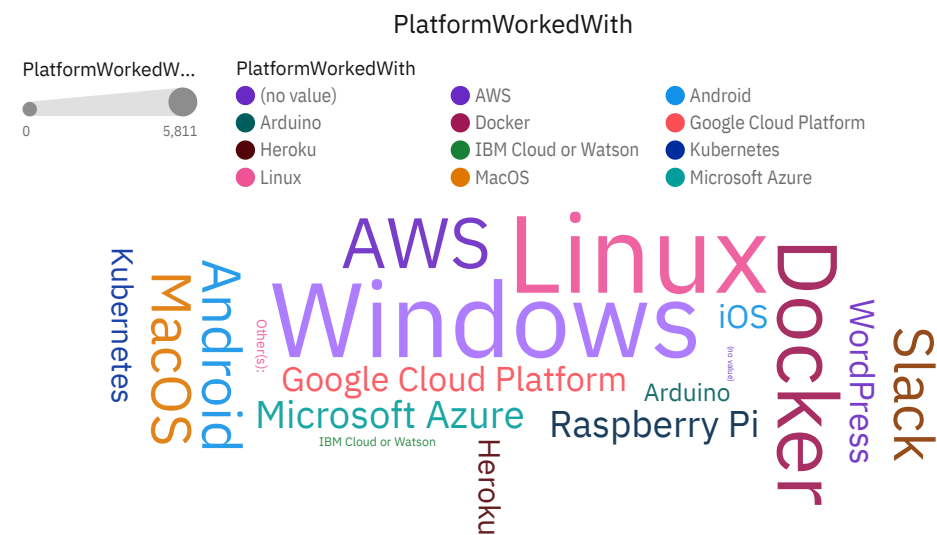 PlatformWorkedWith
PlatformWorkedW...
0
5,811
PlatformWorkedWith
(no value)
AWS
Android
Arduino
Docker
Google Cloud Platform
Heroku
IBM Cloud or Watson
Kubernetes
Linux
MacOS
Microsoft Azure
Kubernetes
MacOS
Android
Other(s):
AWS
Linux
Windows
iOS
(no value)
Google Cloud Platform
Arduino
Microsoft Azure
Raspberry Pi
IBM Cloud or Watson
Heroku
Docker
WordPress
Slack